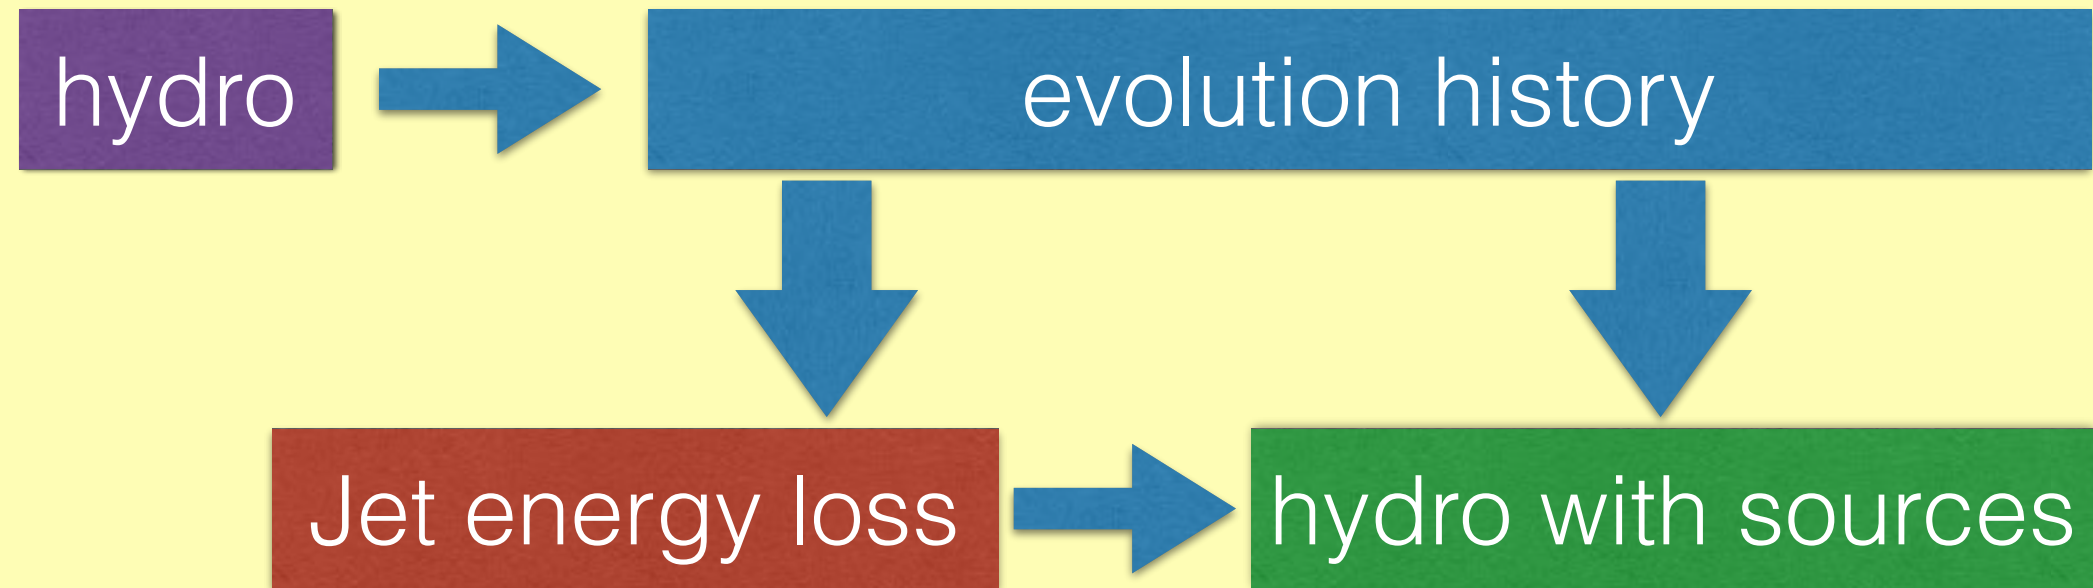 hydro
evolution history
Jet energy loss
hydro with sources